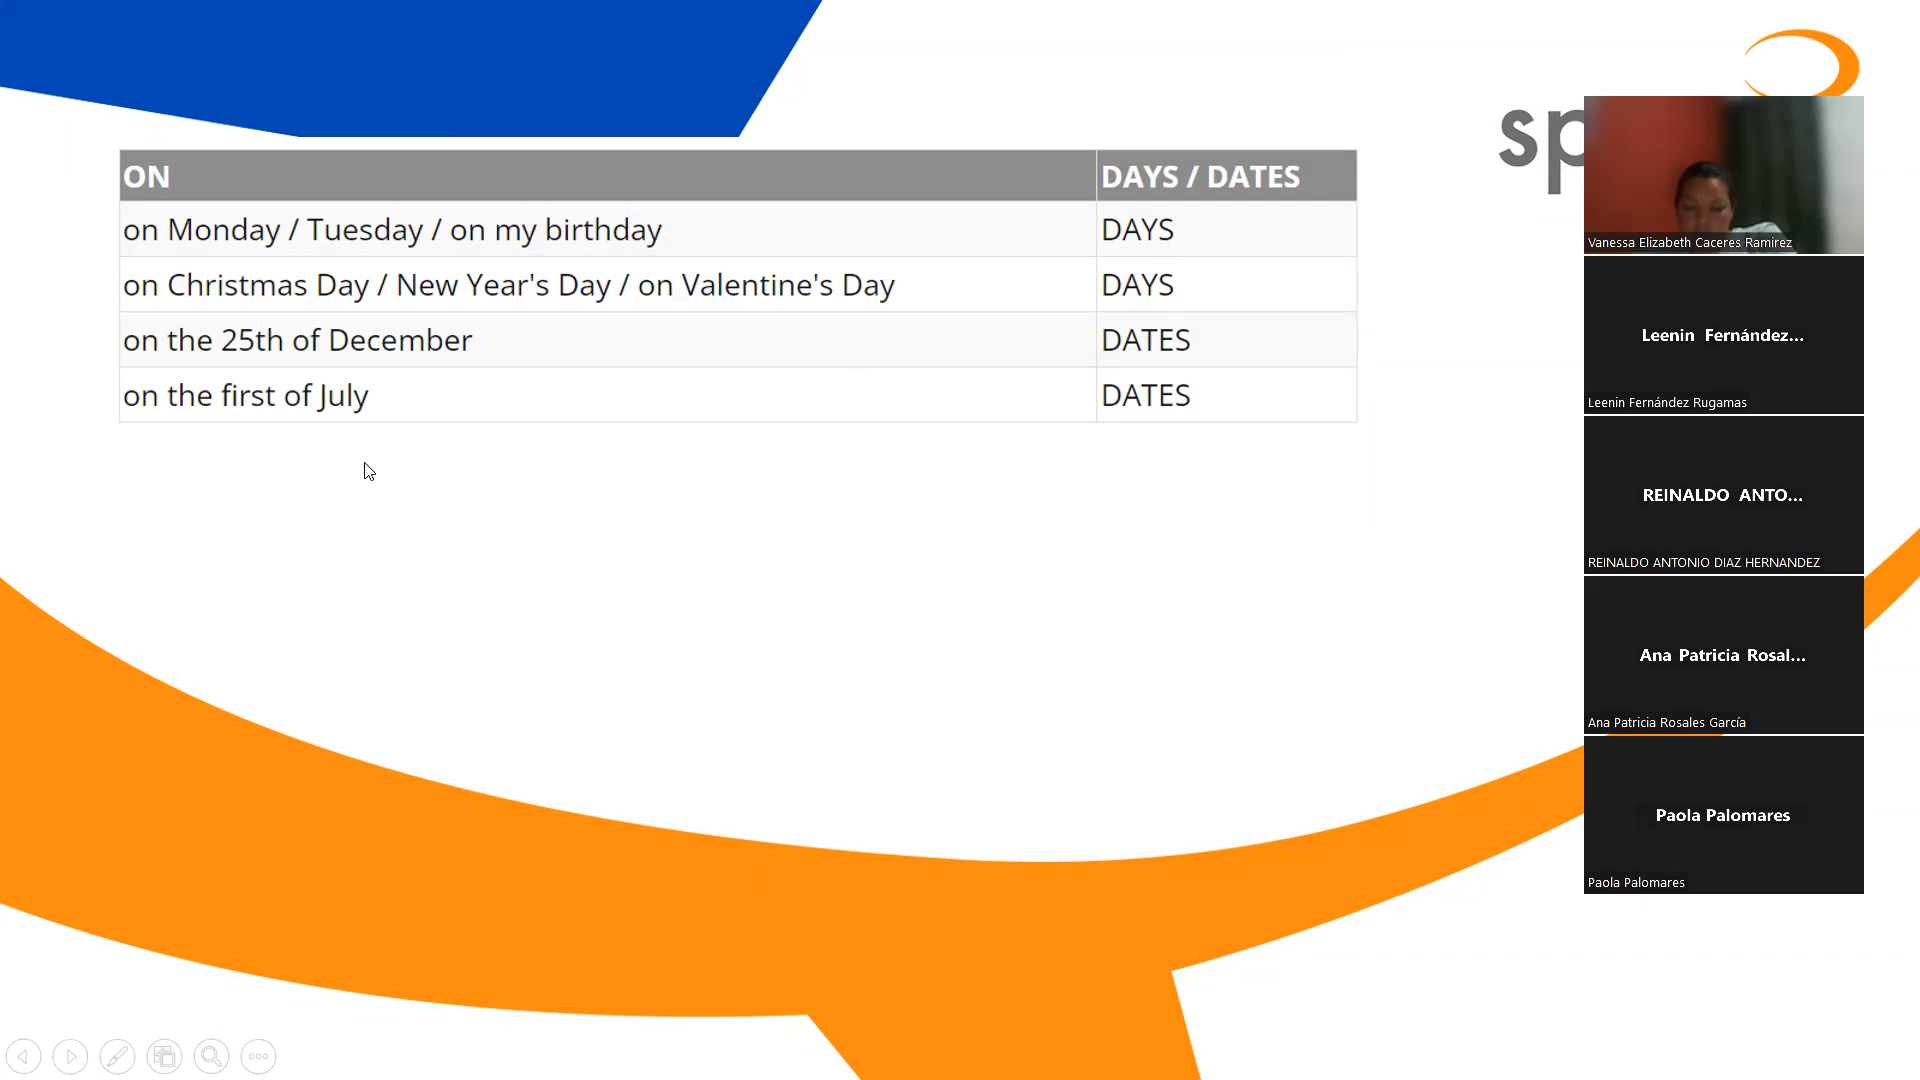 ON DAYS / DATES
on Monday / Tuesday / on my birthday DAYS
on Christmas Day / New Year's Day / on Valentine's Day DAYS
on the 25th of December DATES
on the first of July DATES
sp
Vanessa Elizabeth Caceres Ramirez
Leenin Fernández...
Leenin Fernández Rugamas
REINALDO ANTO...
REINALDO ANTONIO DIAZ HERNANDEZ
Ana Patricia Rosal...
Ana Patricia Rosales García
Paola Palomares
Paola Palomares